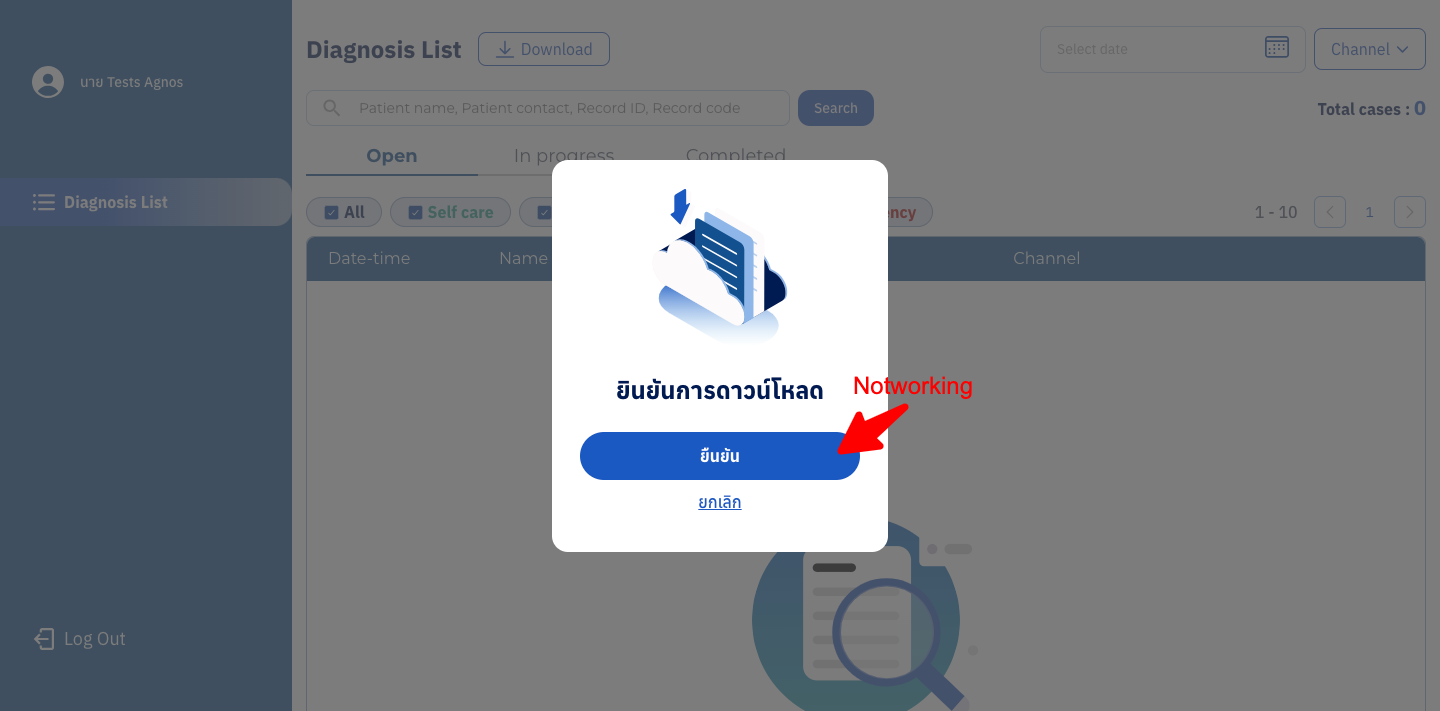 Diagnosis List
Download
Select date
Channel
นาย Tests Agnos
Patient name, Patient contact, Record ID, Record code
Search
Total cases : 0
Open
In progress
Completed
Diagnosis List
All
Self care
ency
1 - 10
1
Date-time
Name
Channel
ยินยันการดาวน์โหลด
Notworking
ยืนยัน
ยกเลิก
Log Out